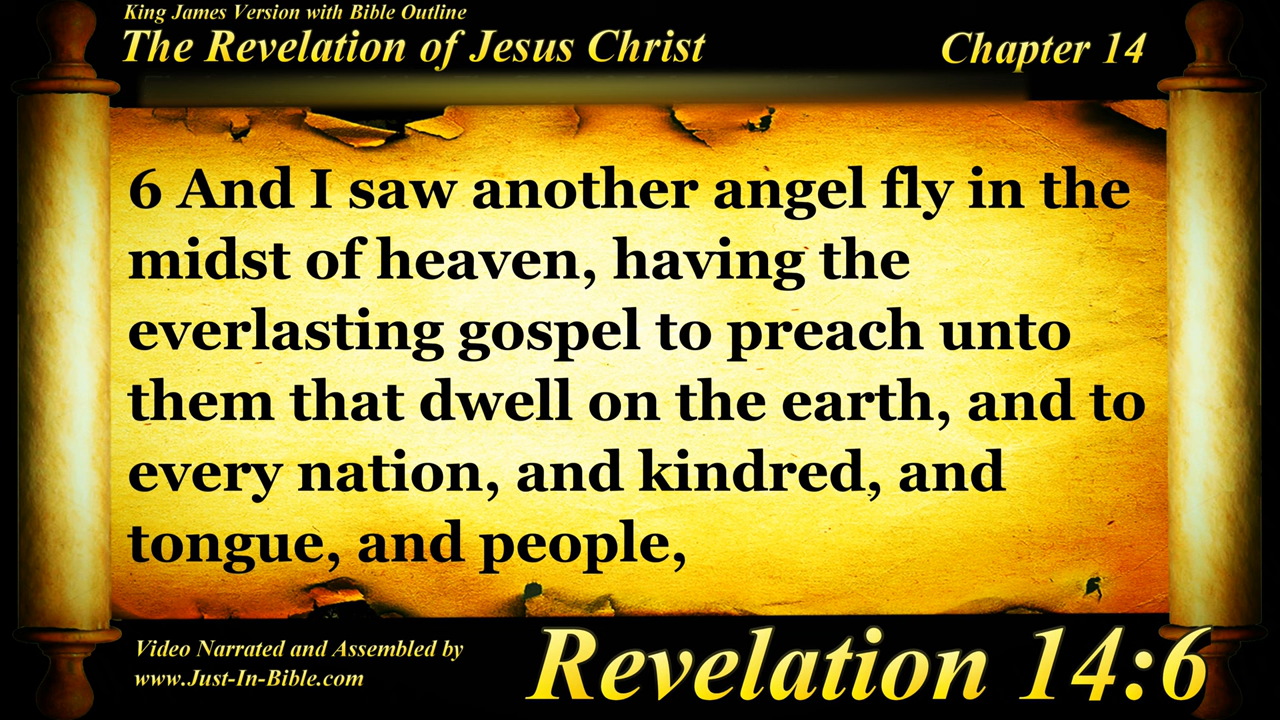 King James Version with Bible Outline
The Revelation of Jesus Christ
Chapter 14
6 And I saw another angel fly in the
midst of heaven, having the
everlasting gospel to preach unto
them that dwell on the earth, and to
every nation, and kindred, and
tongue, and people,
Video Narrated and Assembled by
www.Just-In-Bible.com
Revelation 14:6